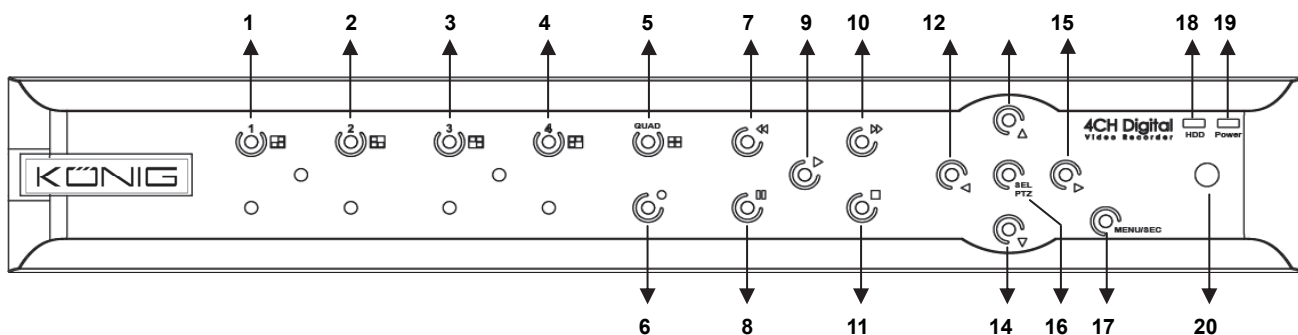 1 2 3 4 5 7 9 10 12 15 18 19
1 2 3 4 QUAD
4CH Digital
Video Recorder
HDD Power
KÖNIG
SEL
PTZ
MENU/SEC
6 8 11 14 16 17 20